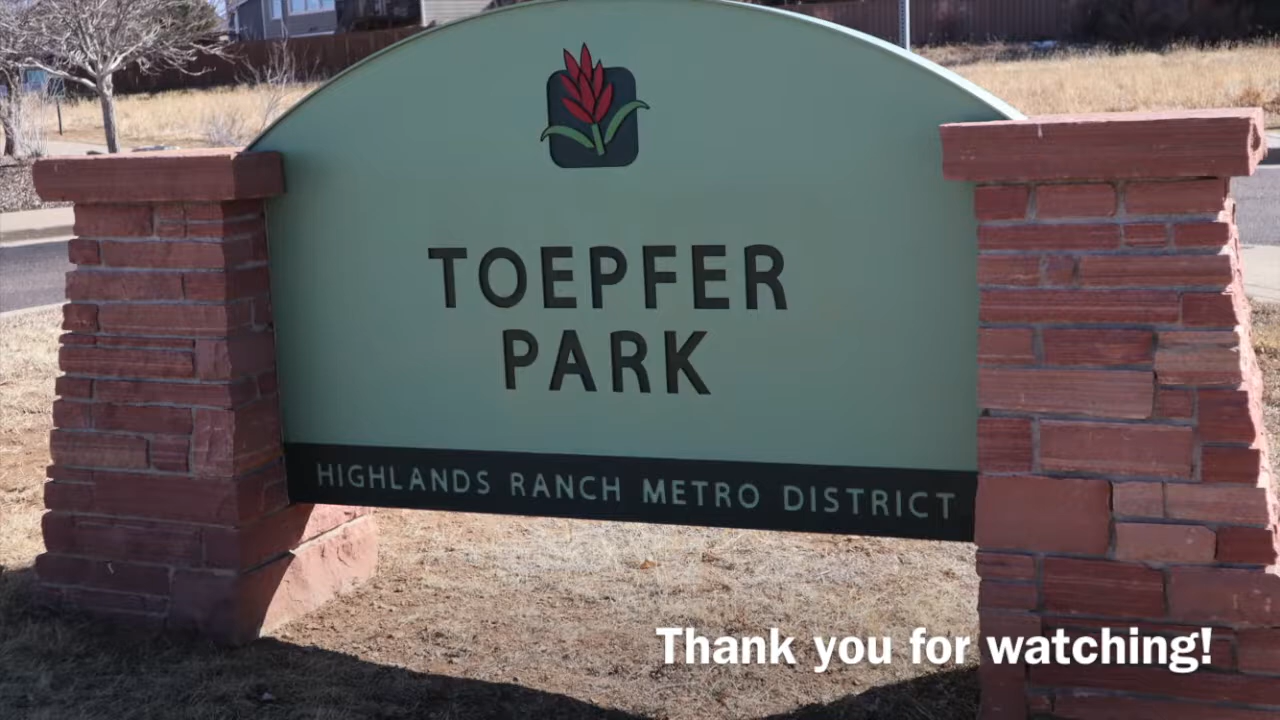 TOEPFER
PARK
HIGHLANDS RANCH METRO DISTRICT
Thank you for watching!